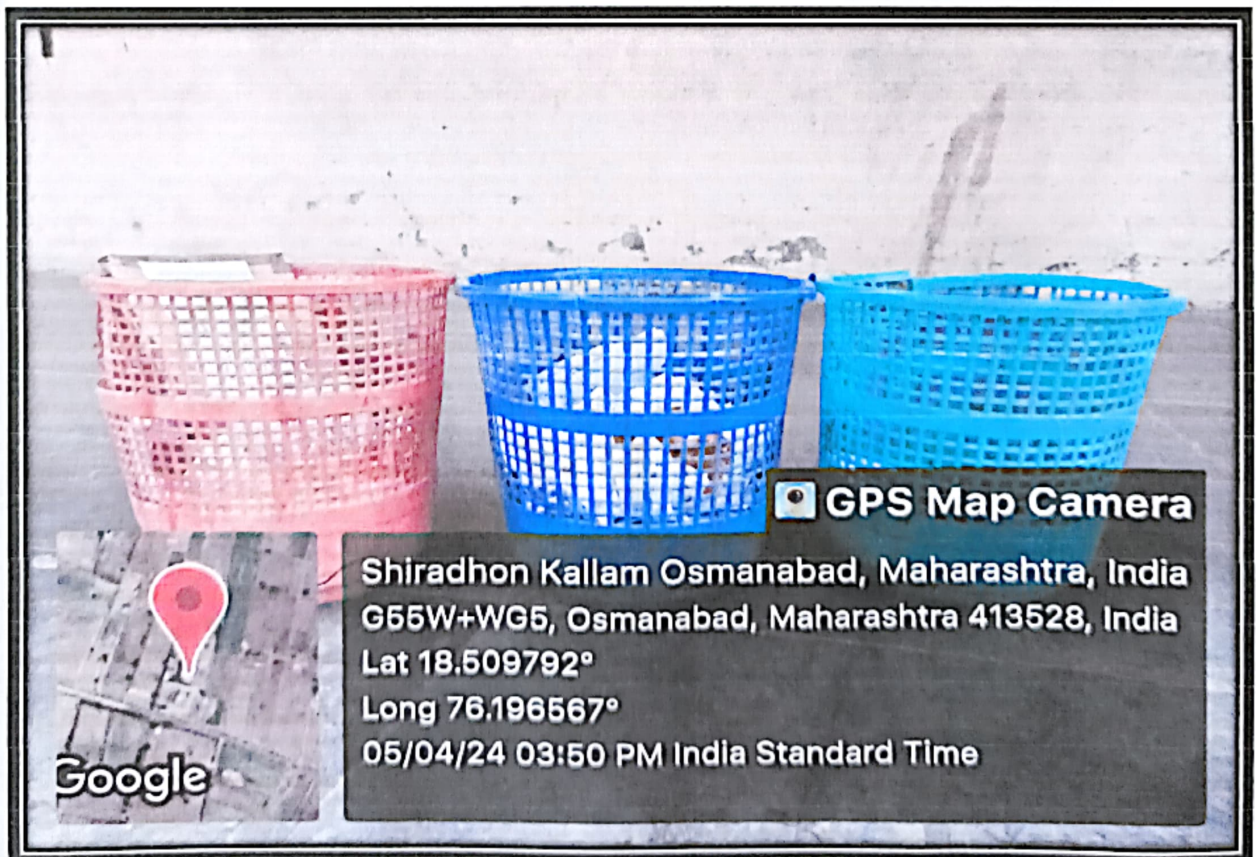 GPS Map Camera
Shiradhon Kallam Osmanabad, Maharashtra, India
G55W+WG5, Osmanabad, Maharashtra 413528, India
Lat 18.509792°
Long 76.196567°
05/04/24 03:50 PM India Standard Time
Google